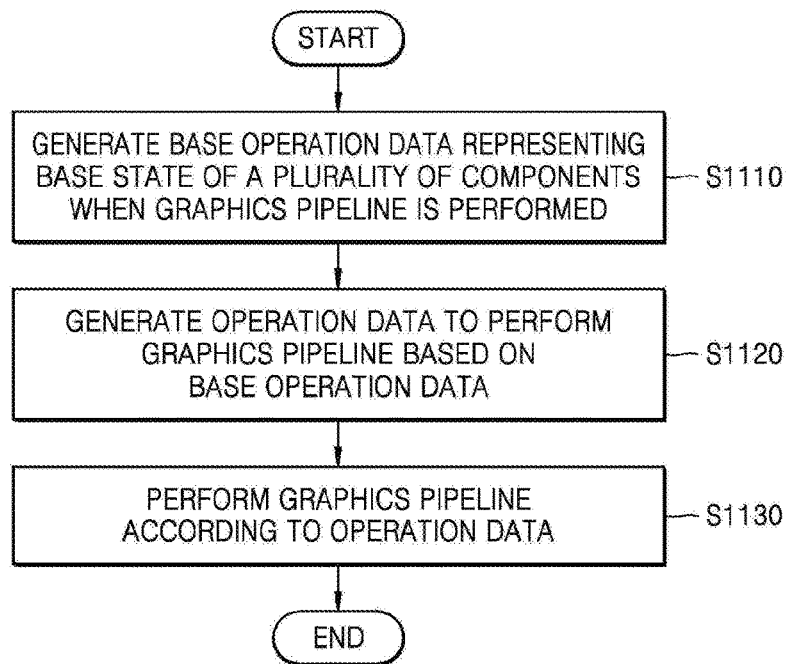 START
GENERATE BASE OPERATION DATA REPRESENTING
BASE STATE OF A PLURALITY OF COMPONENTS
WHEN GRAPHICS PIPELINE IS PERFORMED
S1110
GENERATE OPERATION DATA TO PERFORM
GRAPHICS PIPELINE BASED ON
BASE OPERATION DATA
S1120
PERFORM GRAPHICS PIPELINE
ACCORDING TO OPERATION DATA
S1130
END